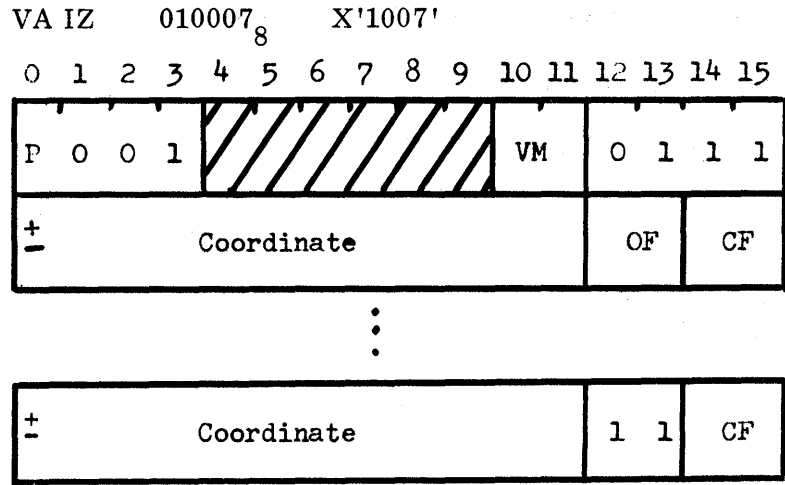 VA IZ 010007₈ X'1007'
0 1 2 3 4 5 6 7 8 9 10 11 12 13 14 15
P 0 0 1 VM 0 1 1 1
± Coordinate OF CF
± Coordinate 1 1 CF